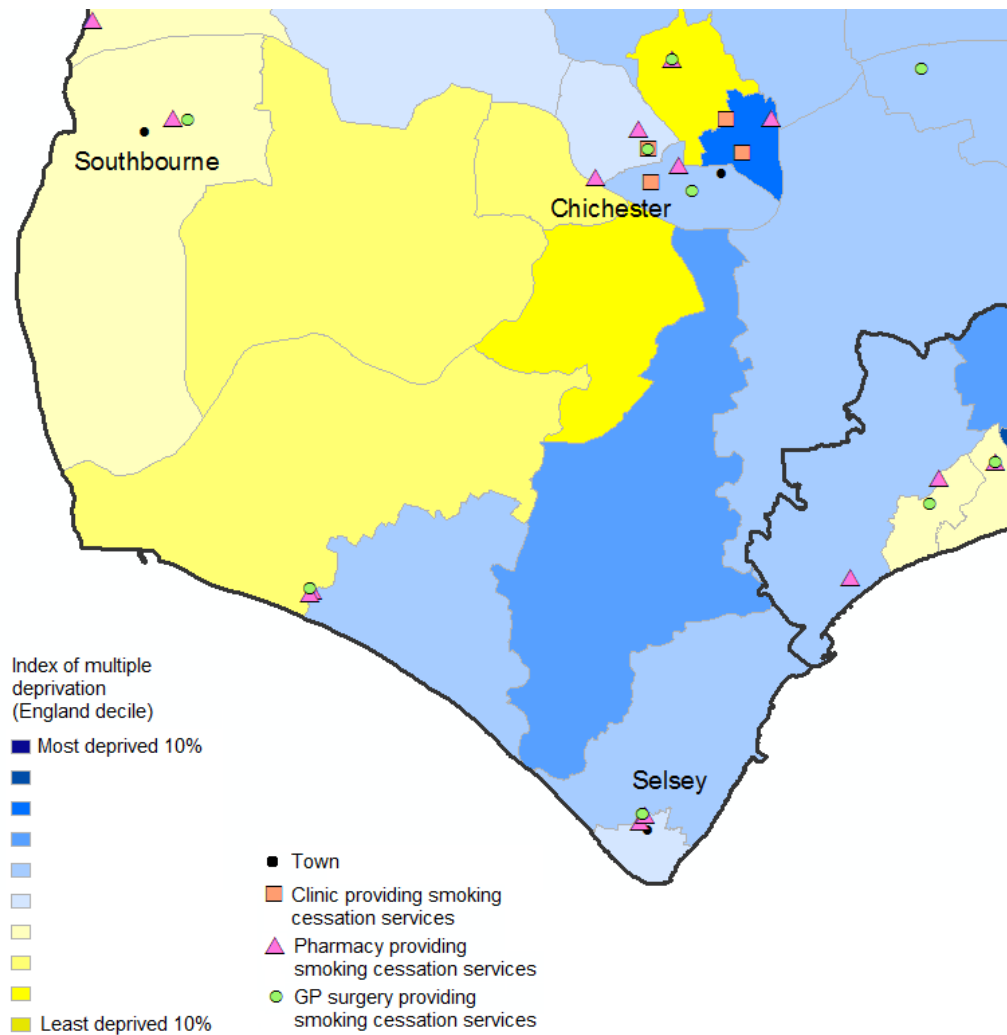 Southbourne
Chichester
Index of multiple
deprivation
(England decile)
Most deprived 10%
Least deprived 10%
Selsey
Town
Clinic providing smoking
cessation services
Pharmacy providing
smoking cessation services
GP surgery providing
smoking cessation services